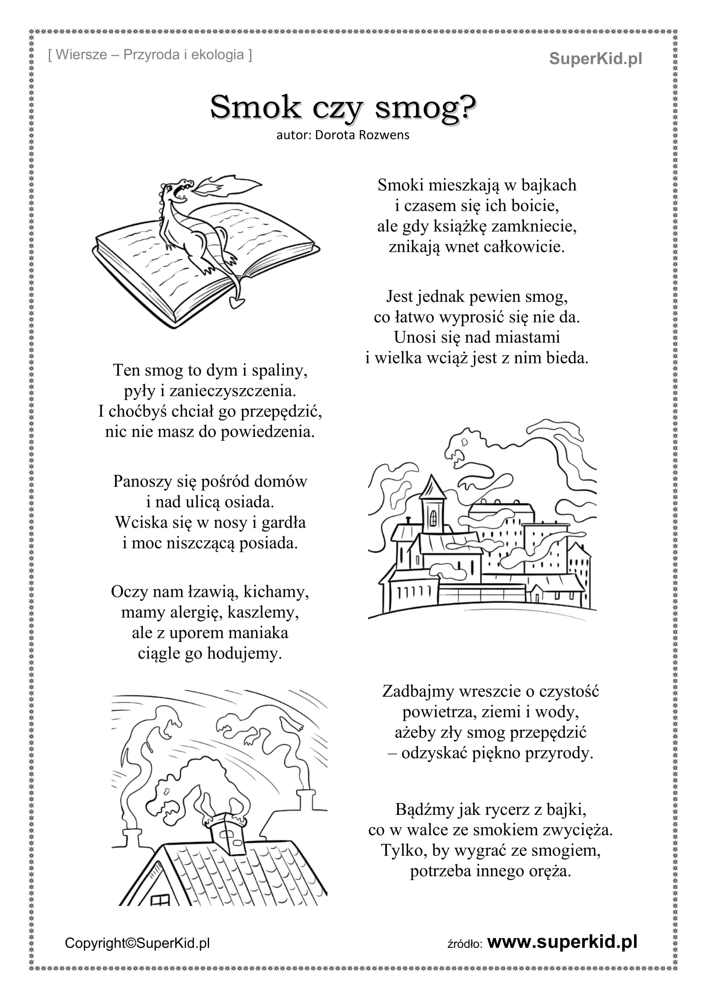 [ Wiersze – Przyroda i ekologia ]
SuperKid.pl
Smok czy smog?
autor: Dorota Rozwens
Smoki mieszkają w bajkach
i czasem się ich boicie,
ale gdy książkę zamkniecie,
znikają wnet całkowicie.
Jest jednak pewien smog,
co łatwo wyprosić się nie da.
Unosi się nad miastami
i wielka wciąż jest z nim bieda.
Ten smog to dym i spaliny,
pyły i zanieczyszczenia.
I choćbyś chciał go przepędzić,
nic nie masz do powiedzenia.
Panoszy się pośród domów
i nad ulicą osiada.
Wciska się w nosy i gardła
i moc niszczącą posiada.
Oczy nam łzawią, kichamy,
mamy alergię, kaszlemy,
ale z uporem maniaka
ciągle go hodujemy.
Zadbajmy wreszcie o czystość
powietrza, ziemi i wody,
ażeby zły smog przepędzić
– odzyskać piękno przyrody.
Bądźmy jak rycerz z bajki,
co w walce ze smokiem zwycięża.
Tylko, by wygrać ze smogiem,
potrzeba innego oręża.
Copyright©SuperKid.pl
źródło: www.superkid.pl